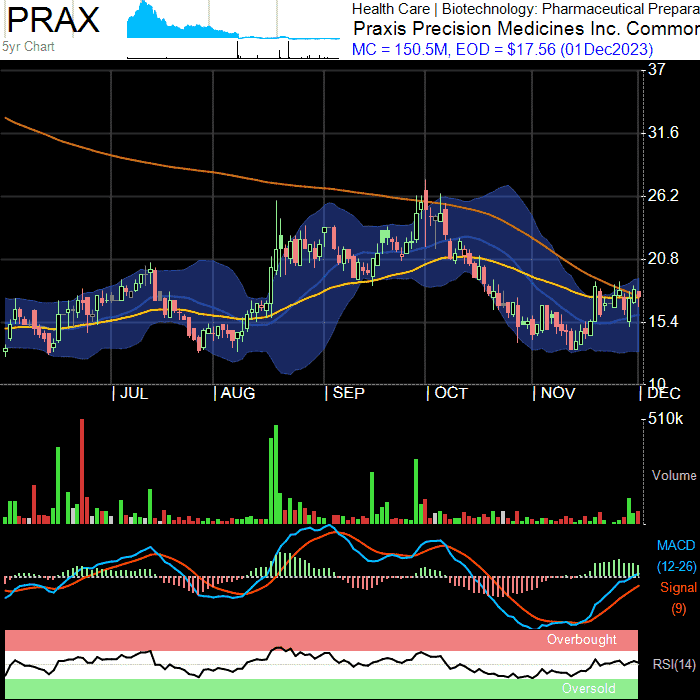 PRAX
5yr Chart
Health Care | Biotechnology: Pharmaceutical Prepara
Praxis Precision Medicines Inc. Common
MC = 150.5M, EOD = $17.56 (01Dec2023)
37
31.6
26.2
20.8
15.4
10
JUL
AUG
SEP
OCT
NOV
DEC
510k
Volume
MACD
(12-26)
Signal
(9)
Overbought
RSI(14)
Oversold